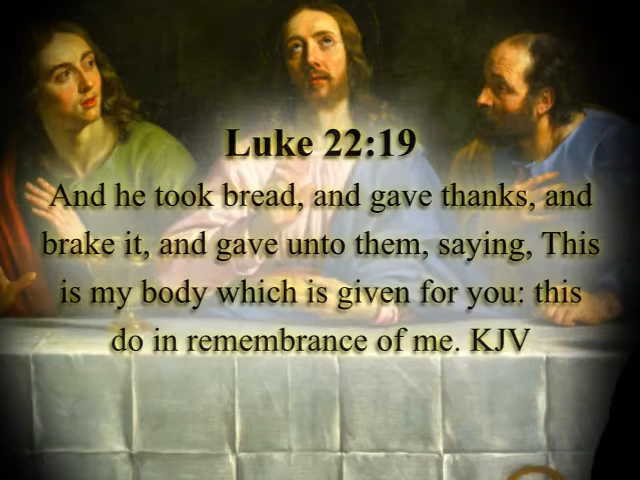 Luke 22:19
And he took bread, and gave thanks, and
brake it, and gave unto them, saying, This
is my body which is given for you: this
do in remembrance of me. KJV